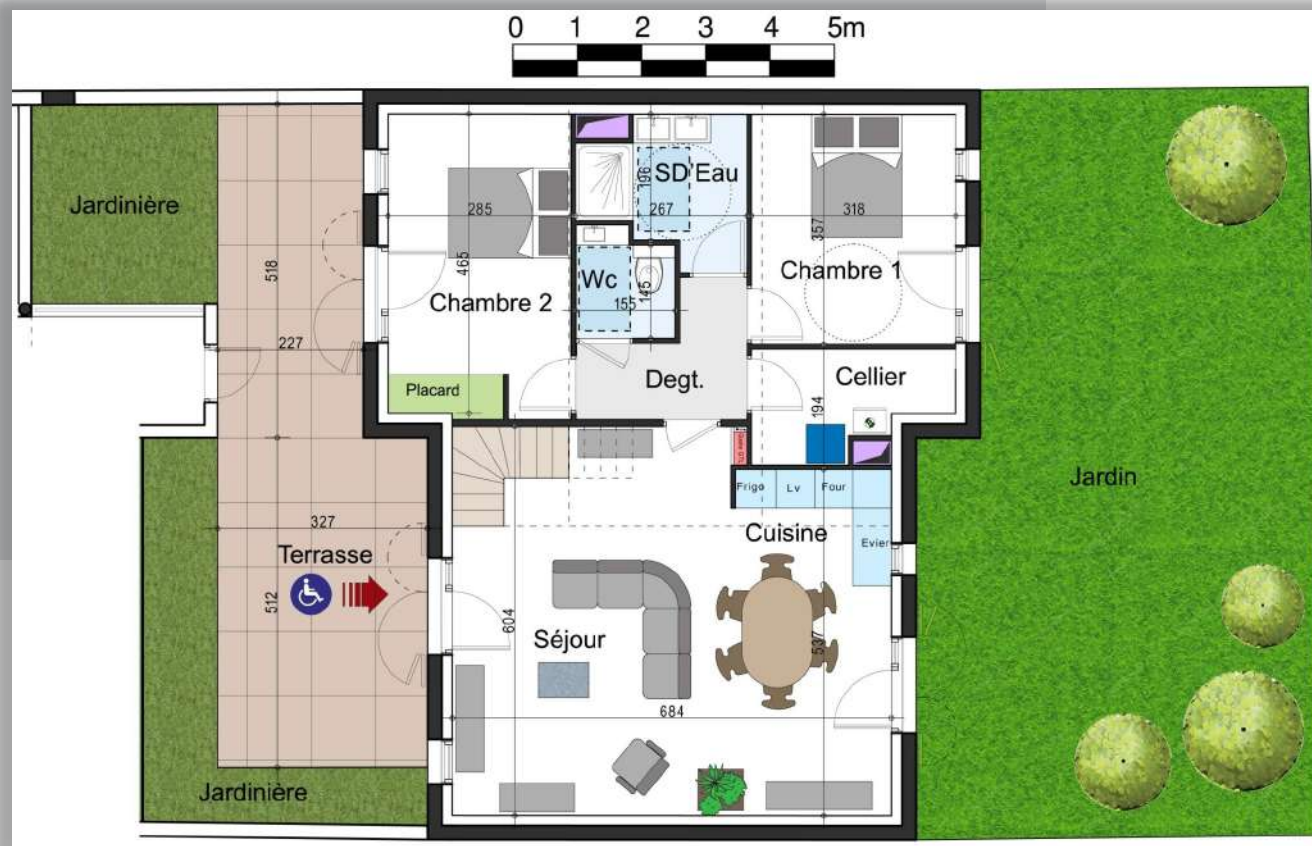 0 1 2 3 4 5m
Jardinière
SD'Eau
196
267
285
318
357
465
Chambre 1
Chambre 2
Wc
145
155
518
227
Placard
Degt.
Cellier
194
Frigo
Lv
Four
Cuisine
Evier
Jardin
327
Terrasse
512
604
Séjour
537
684
Jardinière